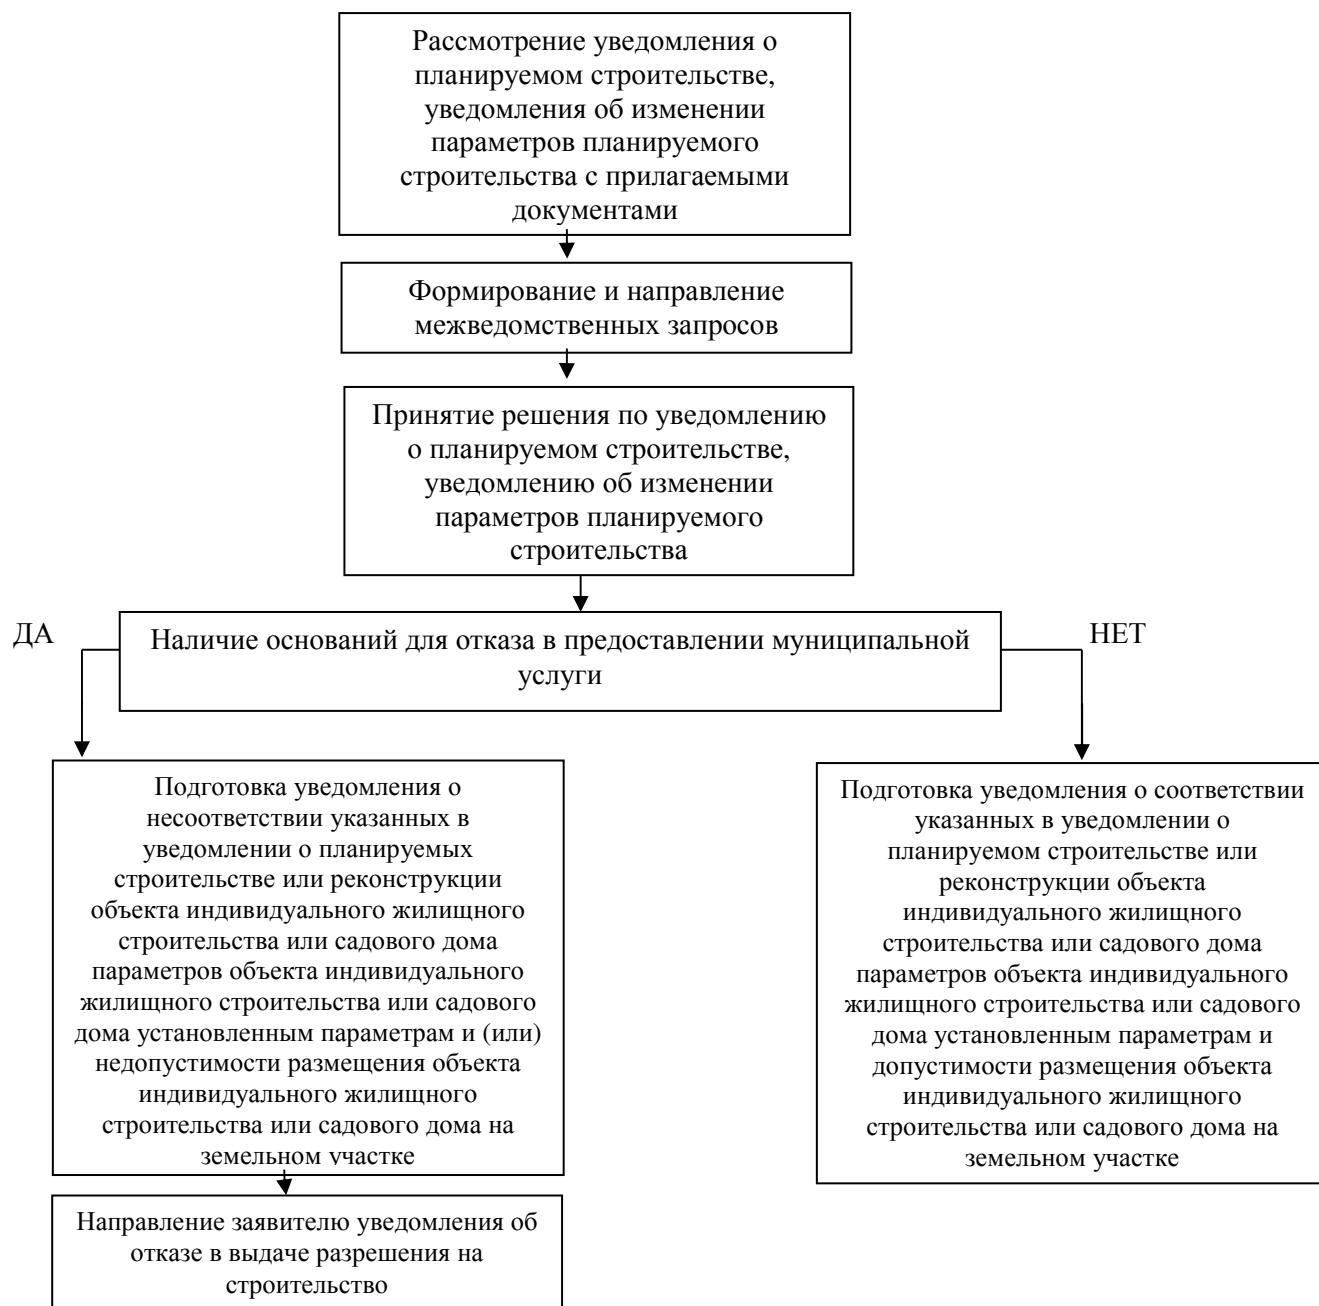 Рассмотрение уведомления о
планируемом строительстве,
уведомления об изменении
параметров планируемого
строительства с прилагаемыми
документами
Формирование и направление
межведомственных запросов
Принятие решения по уведомлению
о планируемом строительстве,
уведомлению об изменении
параметров планируемого
строительства
ДА
Наличие оснований для отказа в предоставлении муниципальной
услуги
НЕТ
Подготовка уведомления о
несоответствии указанных в
уведомлении о планируемых
строительстве или реконструкции
объекта индивидуального жилищного
строительства или садового дома
параметров объекта индивидуального
жилищного строительства или садового
дома установленным параметрам и (или)
недопустимости размещения объекта
индивидуального жилищного
строительства или садового дома на
земельном участке
Подготовка уведомления о соответствии
указанных в уведомлении о
планируемом строительстве или
реконструкции объекта
индивидуального жилищного
строительства или садового дома
параметров объекта индивидуального
жилищного строительства или садового
дома установленным параметрам и
допустимости размещения объекта
индивидуального жилищного
строительства или садового дома на
земельном участке
Направление заявителю уведомления об
отказе в выдаче разрешения на
строительство